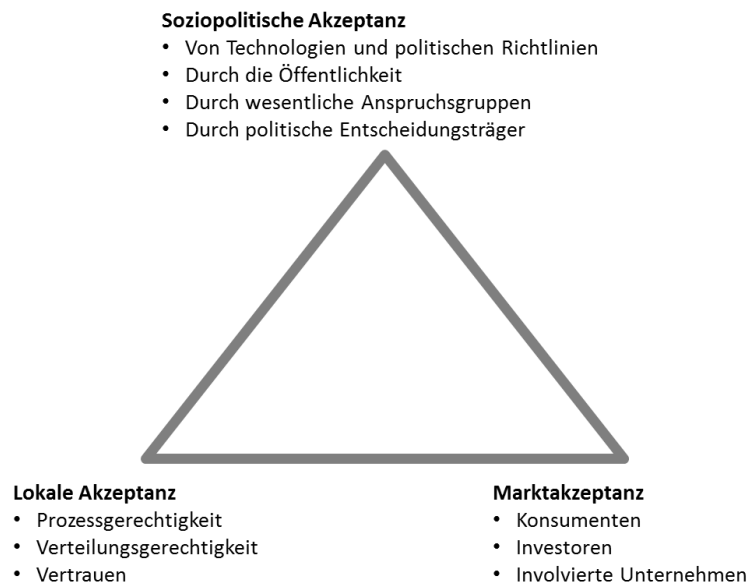 Soziopolitische Akzeptanz
• Von Technologien und politischen Richtlinien
• Durch die Öffentlichkeit
• Durch wesentliche Anspruchsgruppen
• Durch politische Entscheidungsträger
Lokale Akzeptanz
• Prozessgerechtigkeit
• Verteilungsgerechtigkeit
• Vertrauen
Marktakzeptanz
• Konsumenten
• Investoren
• Involvierte Unternehmen